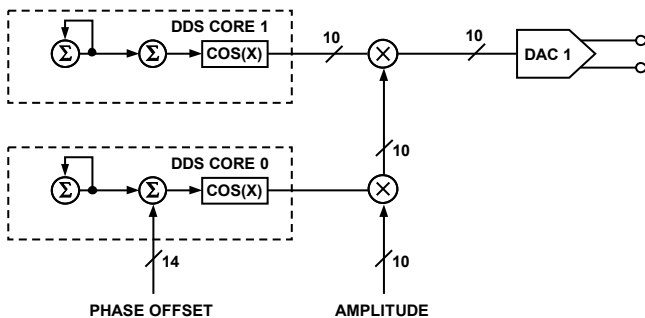 DDS CORE 1
Σ
Σ
COS(X)
10
×
10
DAC 1
10
DDS CORE 0
Σ
Σ
COS(X)
×
14
10
PHASE OFFSET
AMPLITUDE